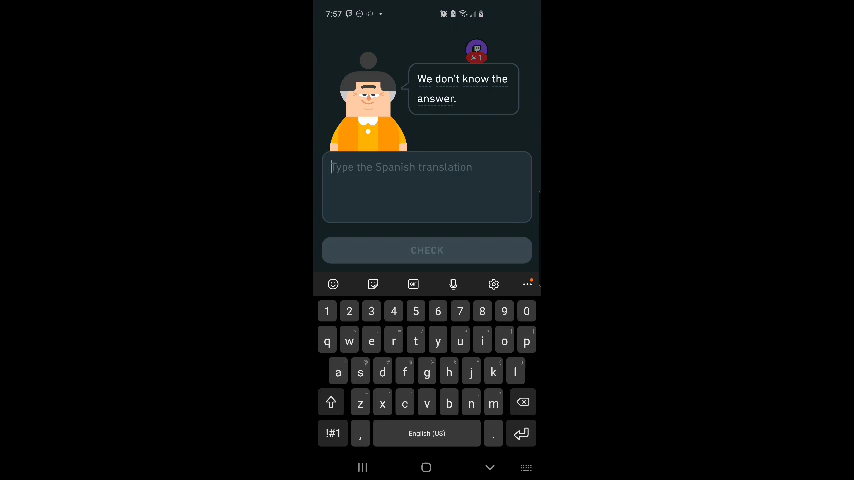 7:57
We don't know the
answer.
Type the Spanish translation
CHECK
GIF
1 2 3 4 5 6 7 8 9 0
q w e r t y u i o p
a s d f g h j k l
z x c v b n m
!#1 , English (US) .